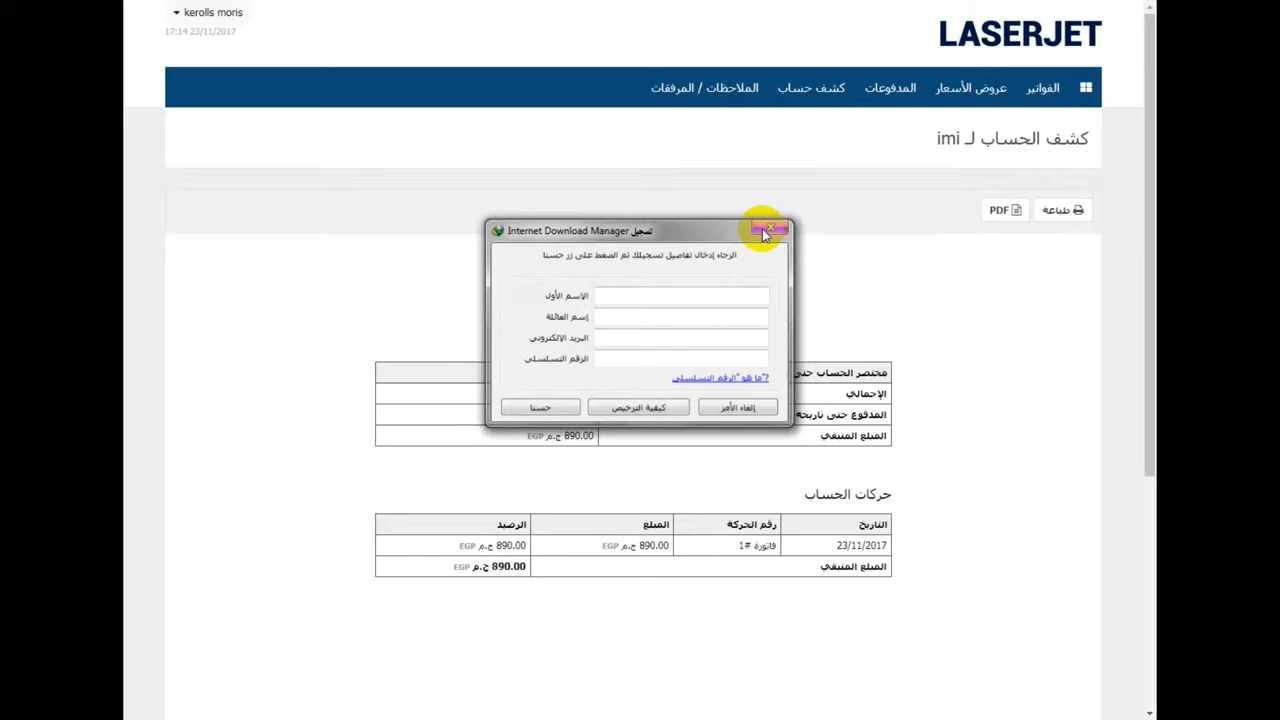 kerolls moris
17:14 23/11/2017
LASERJET
الفواتير
عروض الأسعار
المدفوعات
كشف حساب
الملاحظات / المرفقات
كشف الحساب لـ imi
طباعة
PDF
تسجيل Internet Download Manager
الرجاء إدخال تفاصيل تسجيلك ثم الضغط على زر حسنا
الإسم الأول
إسم العائلة
البريد الإلكتروني
الرقم التسلسلي
ما هو "الرقم التسلسلي"?
إلغاء الأمر
كيفية الترخيص
حسنا
مختصر الحساب حتى
الإجمالي
المدفوع حتى تاريخه
المبلغ المتبقي 890.00 ج.م EGP
حركات الحساب
التاريخ رقم الحركة المبلغ الرصيد
23/11/2017 فاتورة #1 890.00 ج.م EGP 890.00 ج.م EGP
المبلغ المتبقي 890.00 ج.م EGP